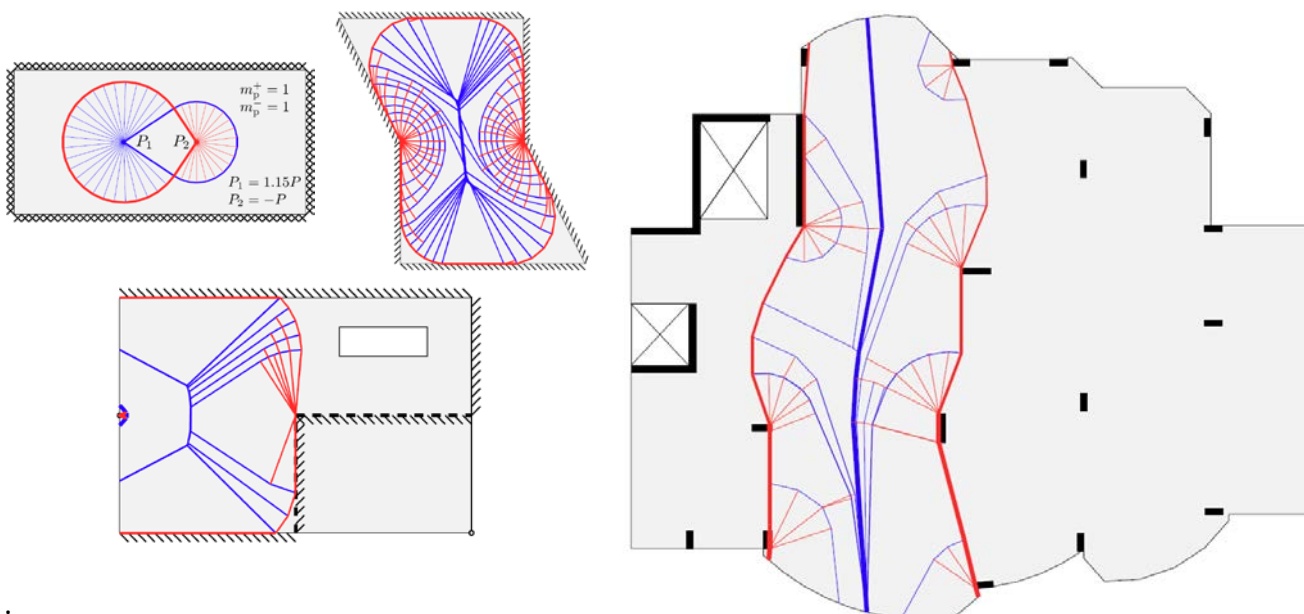 m_p^+ = 1
m_p^- = 1
P_1 P_2
P_1 = 1.15P
P_2 = -P